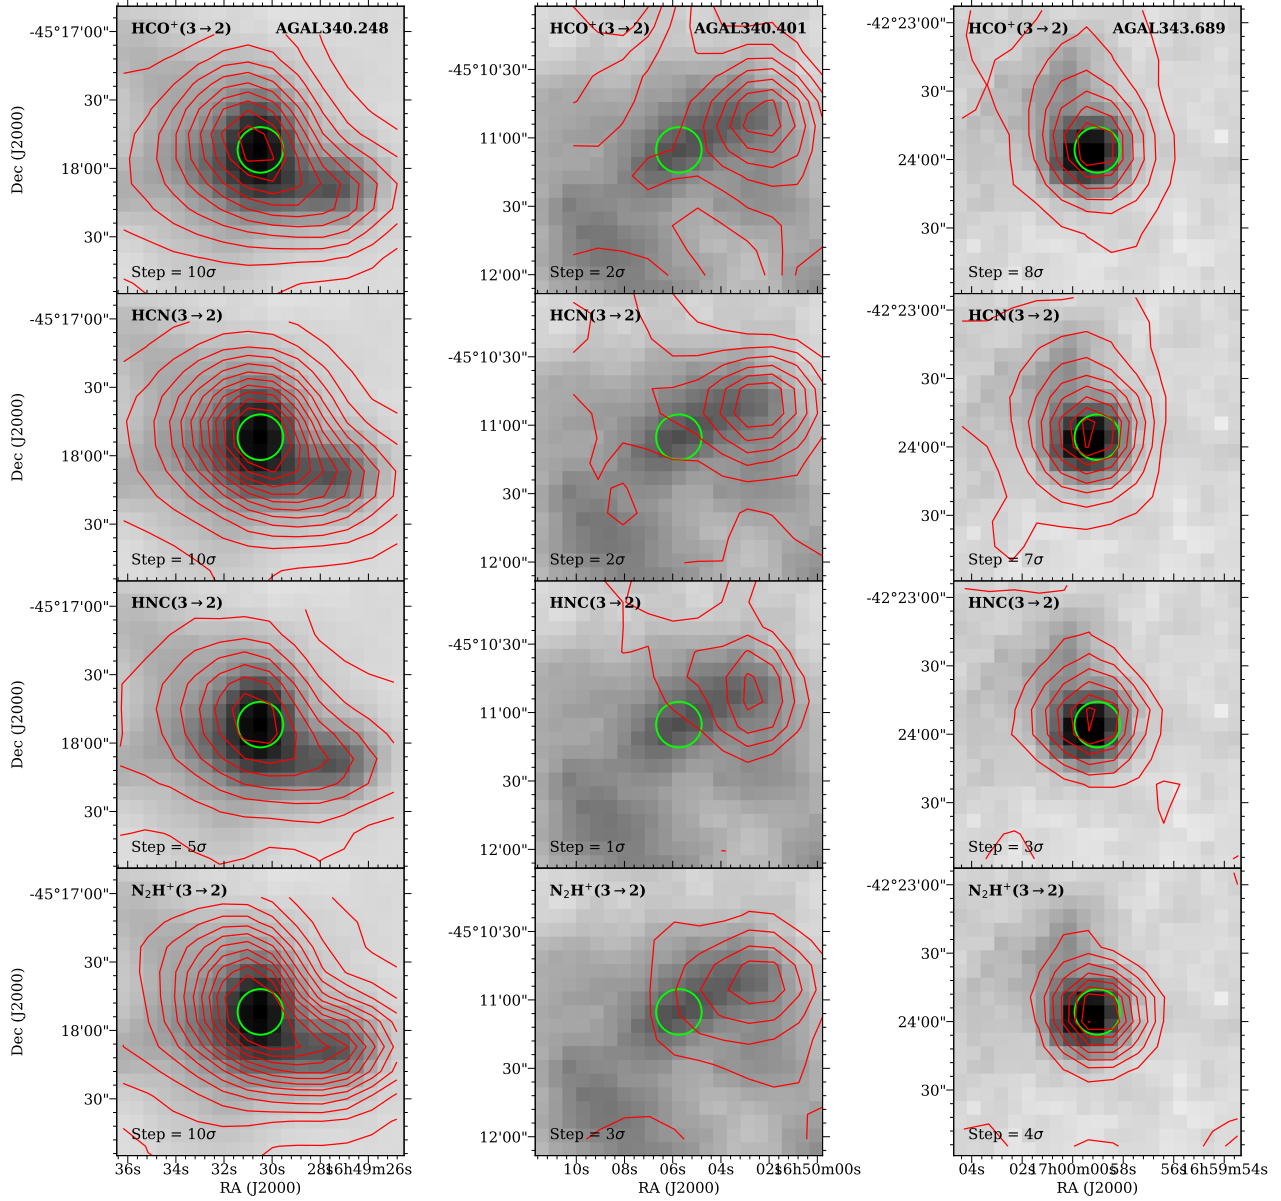 HCO⁺(3→2) AGAL340.248
HCO⁺(3→2) AGAL340.401
HCO⁺(3→2) AGAL343.689
-45°17'00"
30"
18'00"
30"
Dec (J2000)
Step = 10σ
-45°10'30"
11'00"
30"
12'00"
Step = 2σ
-42°23'00"
30"
24'00"
30"
Step = 8σ
HCN(3→2)
HCN(3→2)
HCN(3→2)
-45°17'00"
30"
18'00"
30"
Dec (J2000)
Step = 10σ
-45°10'30"
11'00"
30"
12'00"
Step = 2σ
-42°23'00"
30"
24'00"
30"
Step = 7σ
HNC(3→2)
HNC(3→2)
HNC(3→2)
-45°17'00"
30"
18'00"
30"
Dec (J2000)
Step = 5σ
-45°10'30"
11'00"
30"
12'00"
Step = 1σ
-42°23'00"
30"
24'00"
30"
Step = 3σ
N₂H⁺(3→2)
N₂H⁺(3→2)
N₂H⁺(3→2)
-45°17'00"
30"
18'00"
30"
Dec (J2000)
Step = 10σ
-45°10'30"
11'00"
30"
12'00"
Step = 3σ
-42°23'00"
30"
24'00"
30"
Step = 4σ
36s 34s 32s 30s 28s 16h49m26s
RA (J2000)
10s 08s 06s 04s 02s 16h50m00s
RA (J2000)
04s 02s 17h00m00s 58s 56s 16h59m54s
RA (J2000)